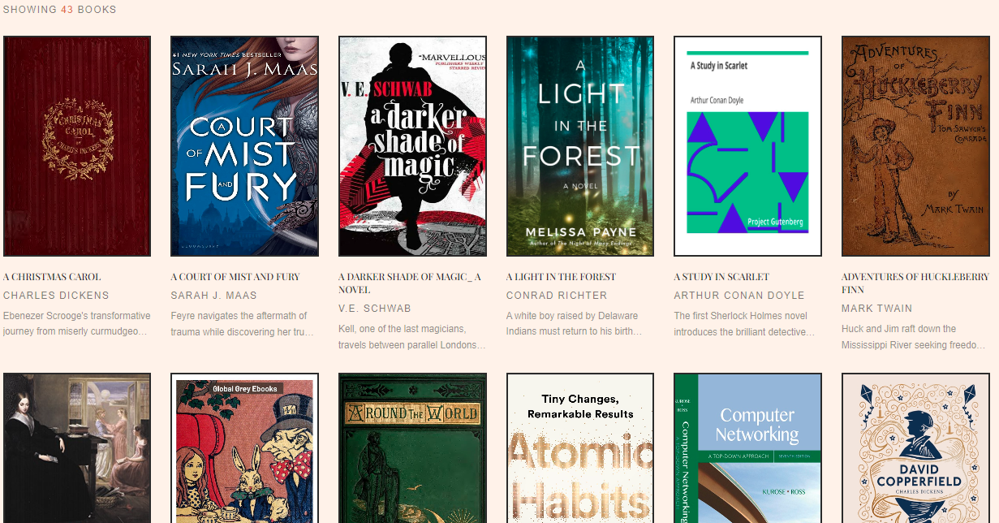 SHOWING 43 BOOKS
A
CHRISTMAS
CAROL
BY
CHARLES DICKENS
#1 NEW YORK TIMES BESTSELLER
SARAH J. MAAS
A
COURT
OF MIST
AND
FURY
BLOOMSBURY
"MARVELLOUS
PUBLISHERS WEEKLY
STARRED REVIEW
V. E. SCHWAB
a darker
shade of
magic
A
LIGHT
IN THE
FOREST
A NOVEL
MELISSA PAYNE
Author of The Night of Many Endings
A Study in Scarlet
Arthur Conan Doyle
Project Gutenberg
ADVENTURES
OF
HUCKLEBERRY
FINN
TOM SAWYER'S
COMRADE
BY
MARK TWAIN
A CHRISTMAS CAROL
CHARLES DICKENS
Ebenezer Scrooge's transformative
journey from miserly curmudgeo...
A COURT OF MIST AND FURY
SARAH J. MAAS
Feyre navigates the aftermath of
trauma while discovering her tru...
A DARKER SHADE OF MAGIC_ A
NOVEL
V.E. SCHWAB
Kell, one of the last magicians,
travels between parallel Londons...
A LIGHT IN THE FOREST
CONRAD RICHTER
A white boy raised by Delaware
Indians must return to his birth...
A STUDY IN SCARLET
ARTHUR CONAN DOYLE
The first Sherlock Holmes novel
introduces the brilliant detective...
ADVENTURES OF HUCKLEBERRY
FINN
MARK TWAIN
Huck and Jim raft down the
Mississippi River seeking freedo...
Global Grey Ebooks
AROUND THE WORLD
Tiny Changes,
Remarkable Results
Atomic
Habits
KUROSE
ROSS
Computer Networking
Computer
Networking
A TOP-DOWN APPROACH
SEVENTH EDITION
KUROSE • ROSS
DAVID
COPPERFIELD
CHARLES DICKENS